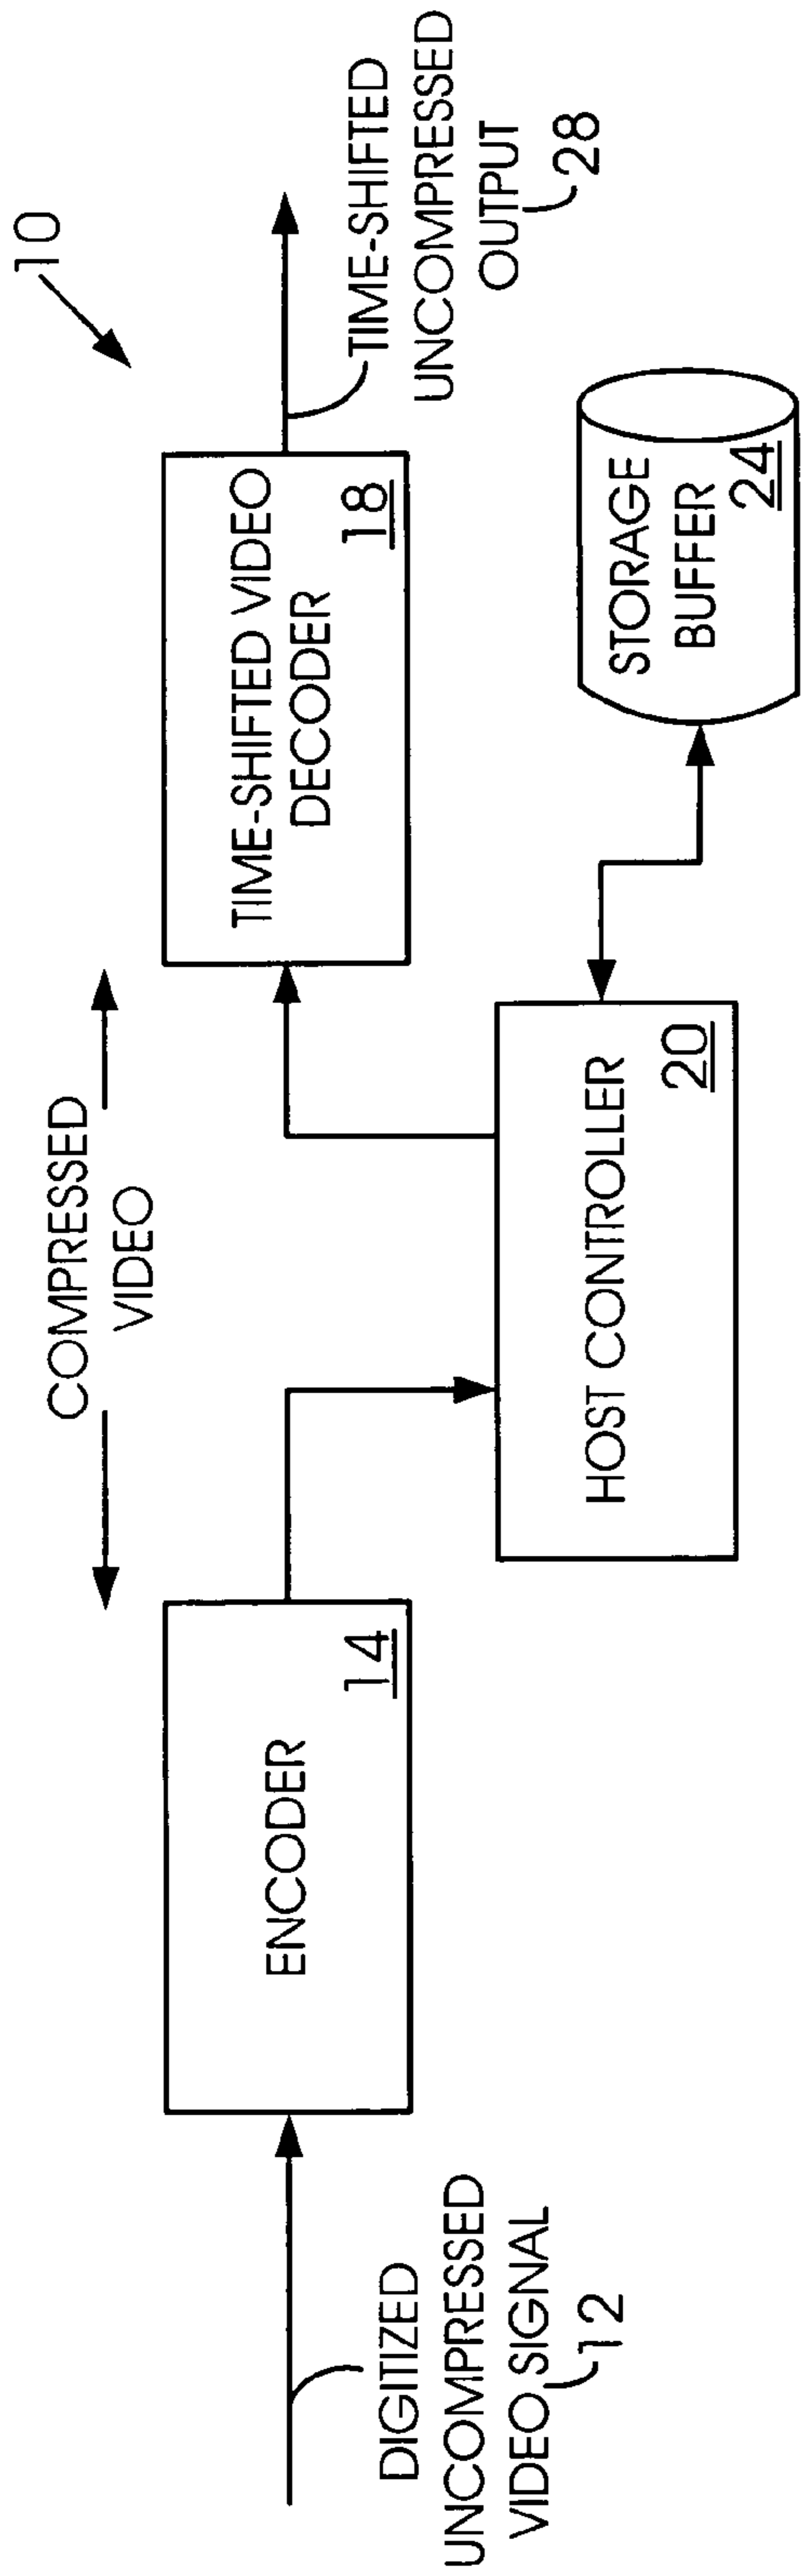 10
COMPRESSED
VIDEO
DIGITIZED
UNCOMPRESSED
VIDEO SIGNAL
12
ENCODER
14
HOST CONTROLLER
20
TIME-SHIFTED VIDEO
DECODER
18
STORAGE
BUFFER
24
TIME-SHIFTED
UNCOMPRESSED
OUTPUT
28